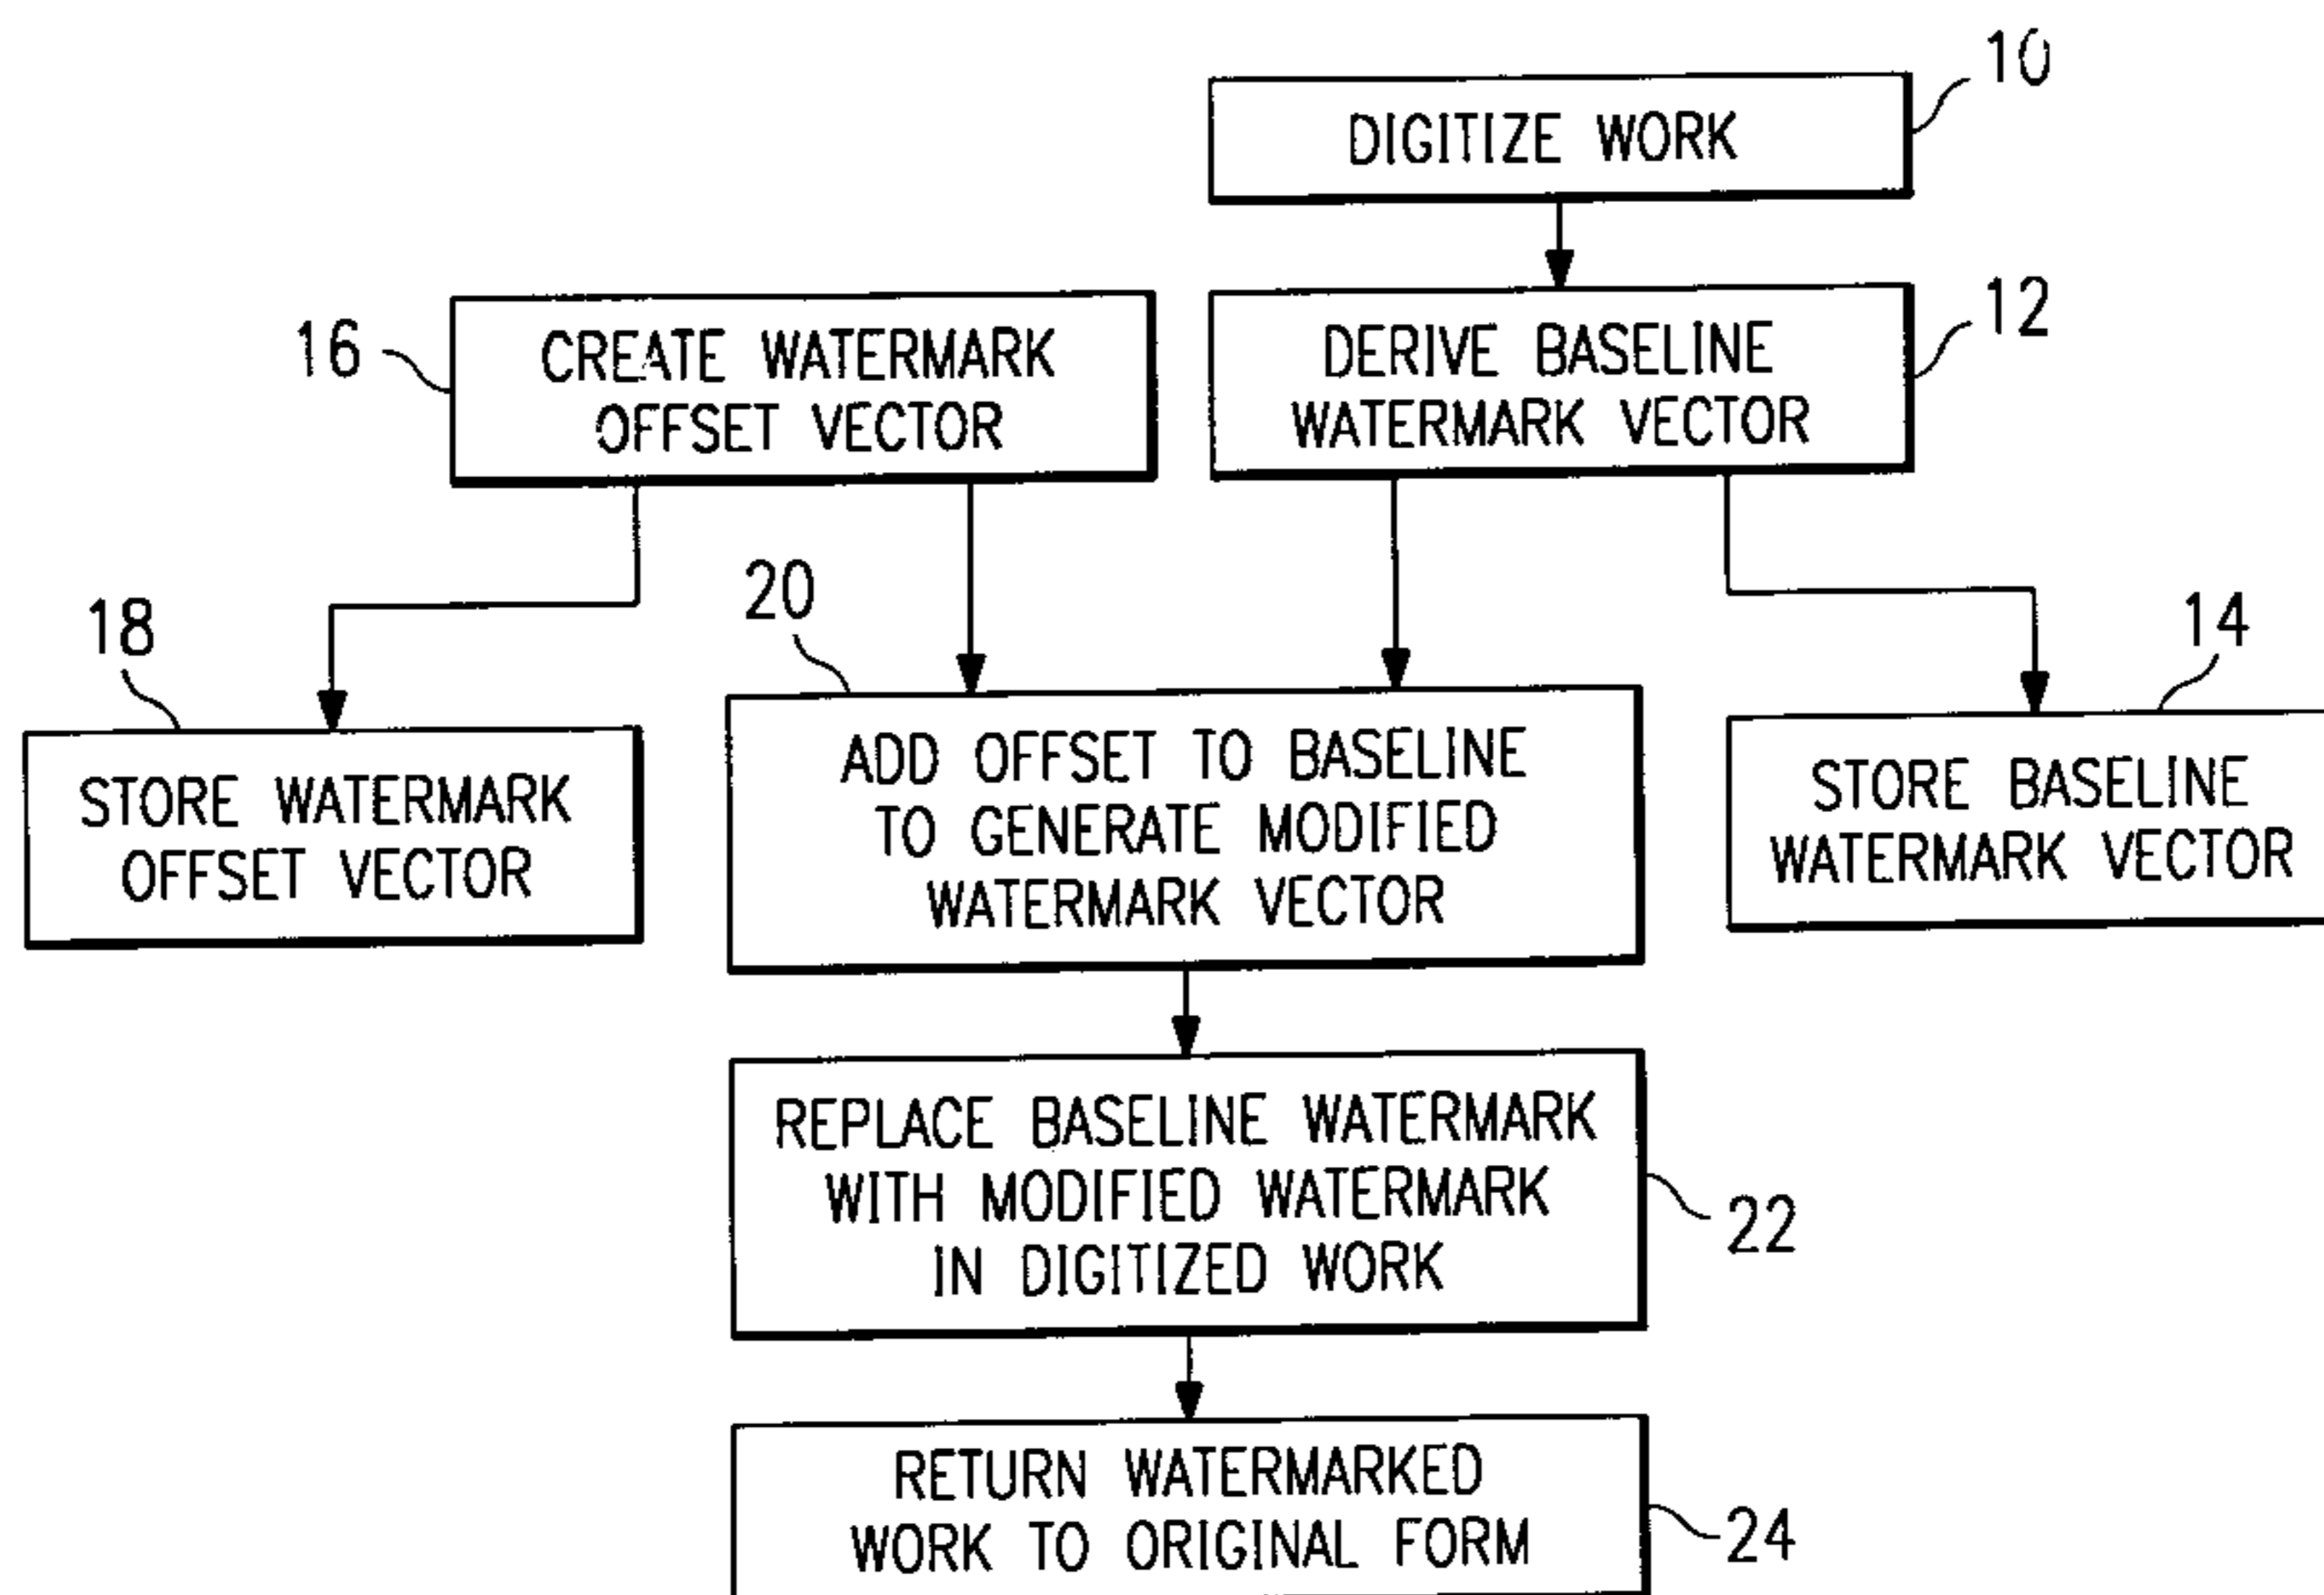 10
DIGITIZE WORK
16
CREATE WATERMARK
OFFSET VECTOR
12
DERIVE BASELINE
WATERMARK VECTOR
18
STORE WATERMARK
OFFSET VECTOR
20
ADD OFFSET TO BASELINE
TO GENERATE MODIFIED
WATERMARK VECTOR
14
STORE BASELINE
WATERMARK VECTOR
REPLACE BASELINE WATERMARK
WITH MODIFIED WATERMARK
IN DIGITIZED WORK
22
RETURN WATERMARKED
WORK TO ORIGINAL FORM
24